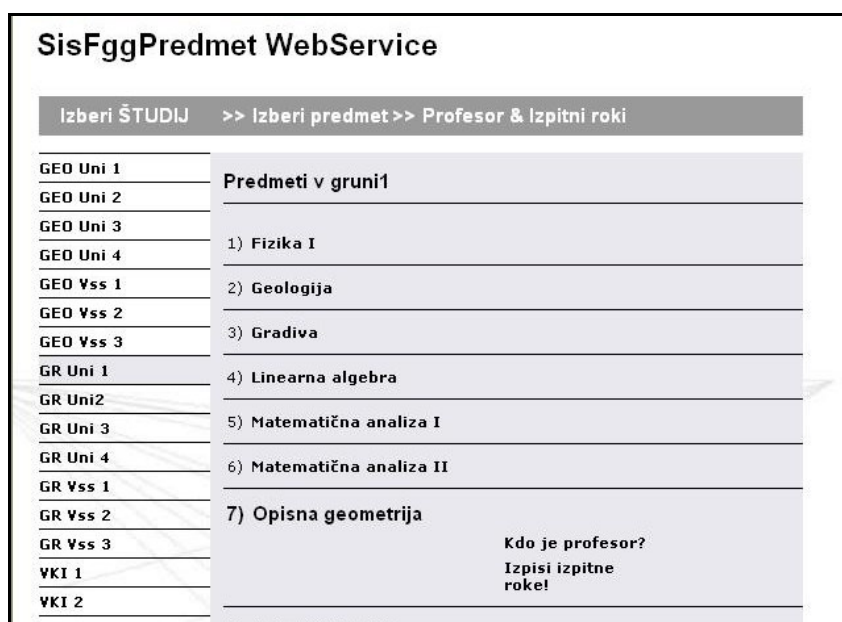 SisFggPredmet WebService
Izberi ŠTUDIJ >> Izberi predmet >> Profesor & Izpitni roki
GEO Uni 1
GEO Uni 2
GEO Uni 3
GEO Uni 4
GEO Vss 1
GEO Vss 2
GEO Vss 3
GR Uni 1
GR Uni2
GR Uni 3
GR Uni 4
GR Vss 1
GR Vss 2
GR Vss 3
VKI 1
VKI 2
Predmeti v gruni1
1) Fizika I
2) Geologija
3) Gradiva
4) Linearna algebra
5) Matematična analiza I
6) Matematična analiza II
7) Opisna geometrija
Kdo je profesor?
Izpisi izpitne
roke!